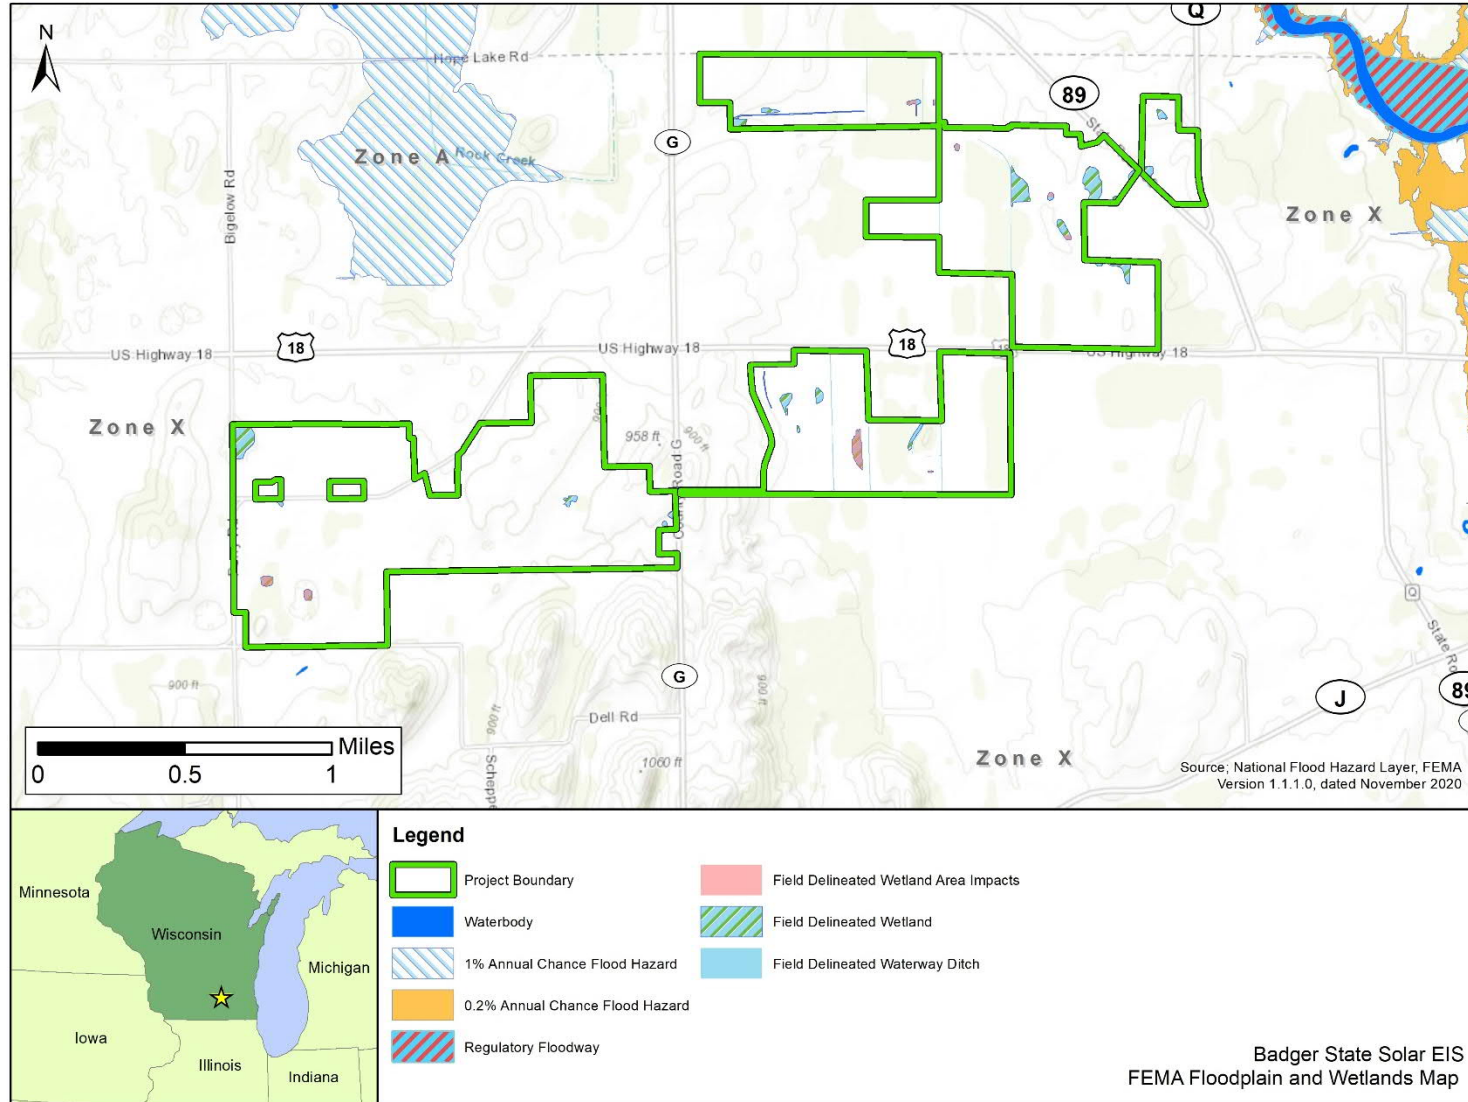 N
Q
Hope Lake Rd
89
G
Zone A
Rock Creek
Bigelow Rd
Zone X
18
US Highway 18
US Highway 18
18
18
US Highway 18
Zone X
958 ft
900 ft
County Road G
Q
900 ft
G
J
89
Dell Rd
900 ft
900 ft
1060 ft
Zone X
Miles
0 0.5 1
Source; National Flood Hazard Layer, FEMA
Version 1.1.1.0, dated November 2020
Minnesota
Wisconsin
Michigan
Iowa
Illinois
Indiana
Legend
Project Boundary
Waterbody
1% Annual Chance Flood Hazard
0.2% Annual Chance Flood Hazard
Regulatory Floodway
Field Delineated Wetland Area Impacts
Field Delineated Wetland
Field Delineated Waterway Ditch
Badger State Solar EIS
FEMA Floodplain and Wetlands Map